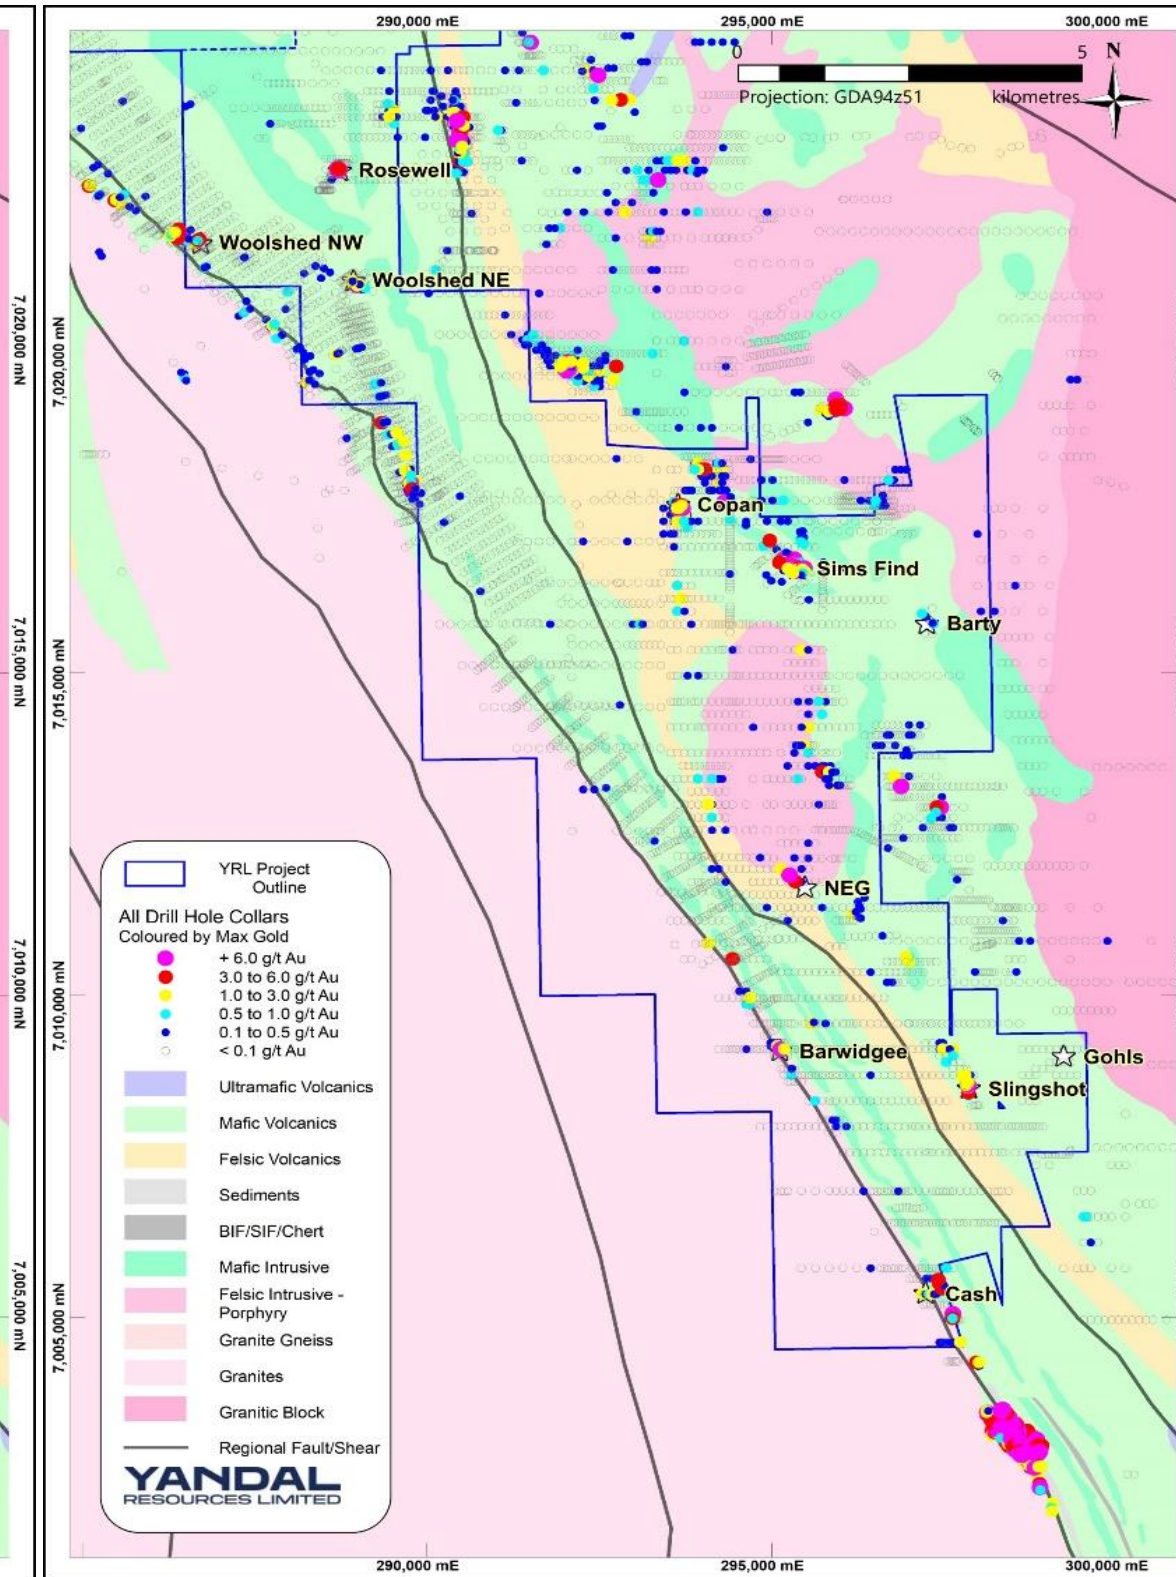 290,000 mE
295,000 mE
300,000 mE
0
5
N
Projection: GDA94z51
kilometres
Rosewell
Woolshed NW
Woolshed NE
7,020,000 mN
7,020,000 mN
Copan
Sims Find
Barty
7,015,000 mN
7,015,000 mN
NEG
7,010,000 mN
7,010,000 mN
Barwidgee
Gohls
Slingshot
Cash
7,005,000 mN
7,005,000 mN
YRL Project
Outline
All Drill Hole Collars
Coloured by Max Gold
+ 6.0 g/t Au
3.0 to 6.0 g/t Au
1.0 to 3.0 g/t Au
0.5 to 1.0 g/t Au
0.1 to 0.5 g/t Au
< 0.1 g/t Au
Ultramafic Volcanics
Mafic Volcanics
Felsic Volcanics
Sediments
BIF/SIF/Chert
Mafic Intrusive
Felsic Intrusive -
Porphyry
Granite Gneiss
Granites
Granitic Block
Regional Fault/Shear
YANDAL
RESOURCES LIMITED
290,000 mE
295,000 mE
300,000 mE